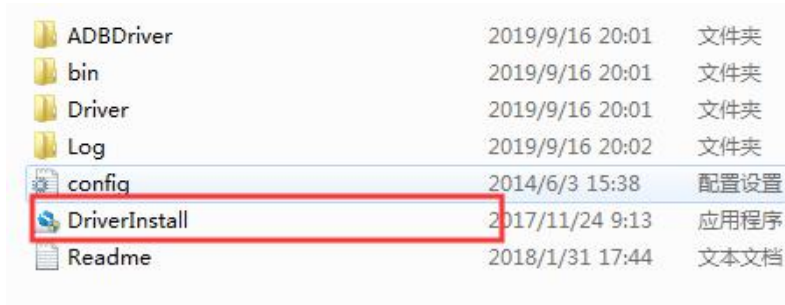 ADBDriver 2019/9/16 20:01 文件夹
bin 2019/9/16 20:01 文件夹
Driver 2019/9/16 20:01 文件夹
Log 2019/9/16 20:02 文件夹
config 2014/6/3 15:38 配置设置
DriverInstall 2017/11/24 9:13 应用程序
Readme 2018/1/31 17:44 文本文档